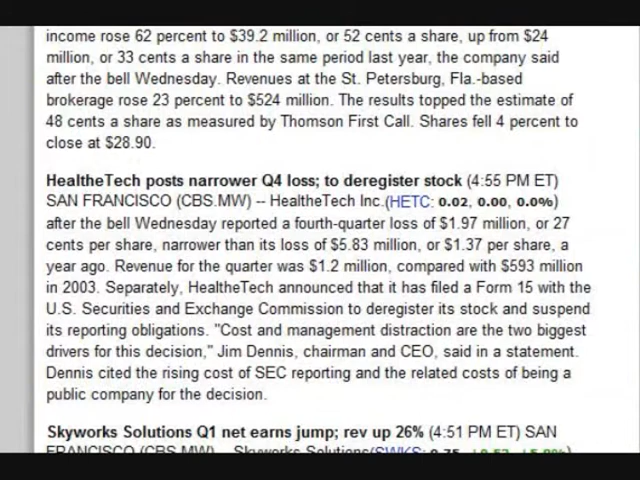 income rose 62 percent to $39.2 million, or 52 cents a share, up from $24
million, or 33 cents a share in the same period last year, the company said
after the bell Wednesday. Revenues at the St. Petersburg, Fla.-based
brokerage rose 23 percent to $524 million. The results topped the estimate of
48 cents a share as measured by Thomson First Call. Shares fell 4 percent to
close at $28.90.
HealtheTech posts narrower Q4 loss; to deregister stock (4:55 PM ET)
SAN FRANCISCO (CBS.MW) -- HealtheTech Inc.(HETC: 0.02, 0.00, 0.0%)
after the bell Wednesday reported a fourth-quarter loss of $1.97 million, or 27
cents per share, narrower than its loss of $5.83 million, or $1.37 per share, a
year ago. Revenue for the quarter was $1.2 million, compared with $593 million
in 2003. Separately, HealtheTech announced that it has filed a Form 15 with the
U.S. Securities and Exchange Commission to deregister its stock and suspend
its reporting obligations. "Cost and management distraction are the two biggest
drivers for this decision," Jim Dennis, chairman and CEO, said in a statement.
Dennis cited the rising cost of SEC reporting and the related costs of being a
public company for the decision.
Skyworks Solutions Q1 net earns jump; rev up 26% (4:51 PM ET) SAN
FRANCISCO (CBS.MW) -- Skyworks Solutions(SWKS: